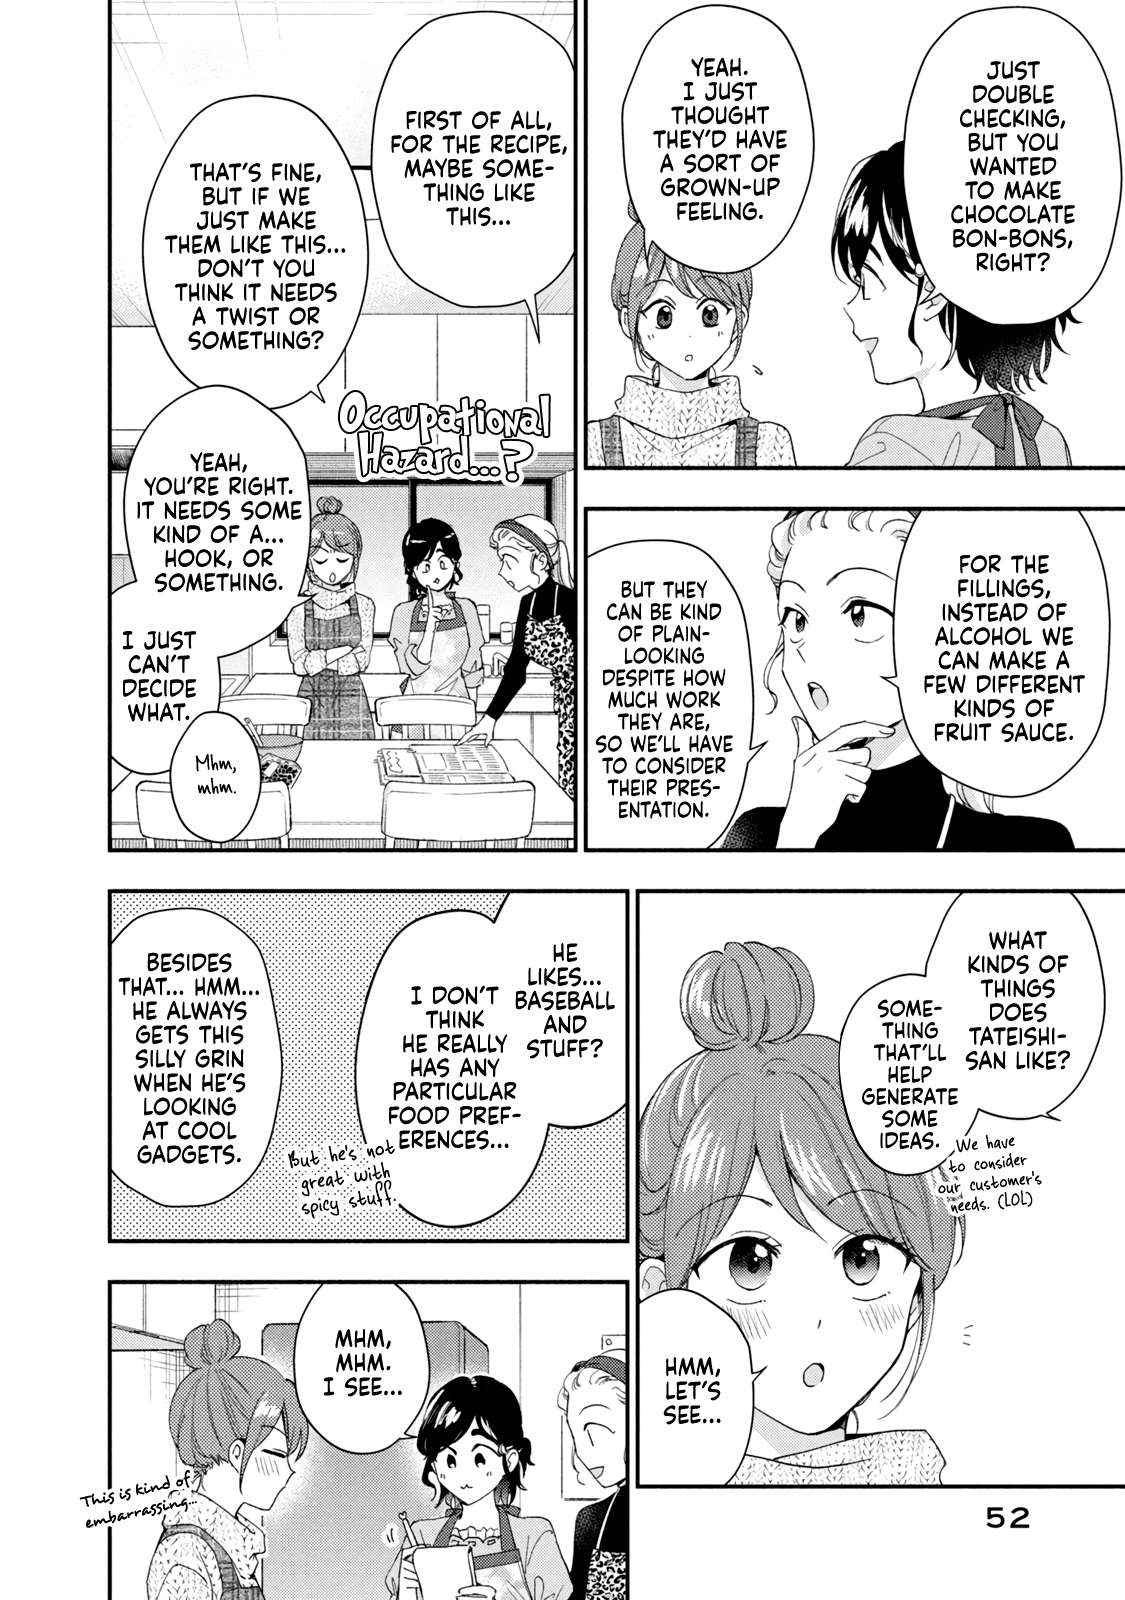 JUST
DOUBLE
CHECKING,
BUT YOU
WANTED
TO MAKE
CHOCOLATE
BON-BONS,
RIGHT?
YEAH.
I JUST
THOUGHT
THEY'D HAVE
A SORT OF
GROWN-UP
FEELING.
FOR THE
FILLINGS,
INSTEAD OF
ALCOHOL WE
CAN MAKE A
FEW DIFFERENT
KINDS OF
FRUIT SAUCE.
BUT THEY
CAN BE KIND
OF PLAIN-
LOOKING
DESPITE HOW
MUCH WORK
THEY ARE,
SO WE'LL HAVE
TO CONSIDER
THEIR PRES-
ENTATION.
FIRST OF ALL,
FOR THE RECIPE,
MAYBE SOME-
THING LIKE
THIS...
THAT'S FINE,
BUT IF WE
JUST MAKE
THEM LIKE THIS...
DON'T YOU
THINK IT NEEDS
A TWIST OR
SOMETHING?
Occupational
Hazard...?
YEAH,
YOU'RE RIGHT.
IT NEEDS SOME
KIND OF A...
HOOK, OR
SOMETHING.
I JUST
CAN'T
DECIDE
WHAT.
Mhm,
mhm.
WHAT
KINDS OF
THINGS
DOES
TATEISHI-
SAN LIKE?
SOME-
THING
THAT'LL
HELP
GENERATE
SOME
IDEAS.
We have
to consider
our customer's
needs. (LOL)
HMM,
LET'S
SEE...
HE
LIKES...
BASEBALL
AND
STUFF?
I DON'T
THINK
HE REALLY
HAS ANY
PARTICULAR
FOOD PREF-
ERENCES...
But he's not
great with
spicy stuff.
BESIDES
THAT... HMM...
HE ALWAYS
GETS THIS
SILLY GRIN
WHEN HE'S
LOOKING
AT COOL
GADGETS.
MHM,
MHM.
I SEE...
This is kind of
embarrassing...
52